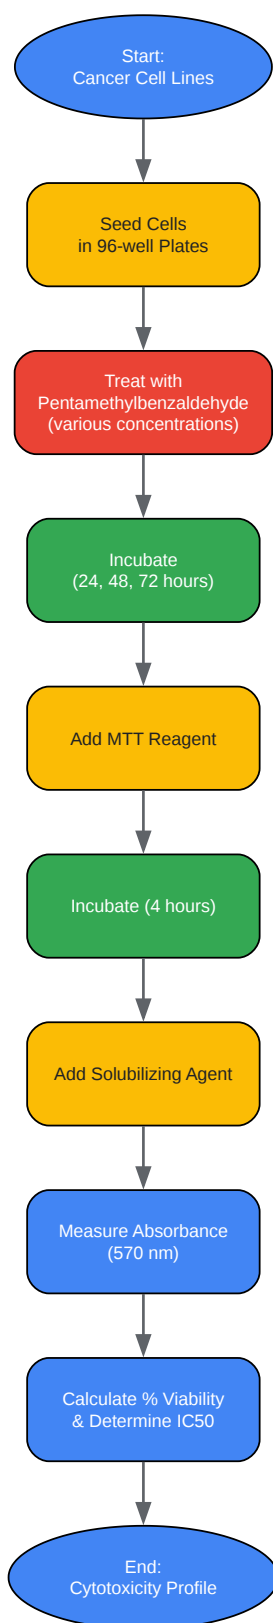 Start:
Cancer Cell Lines
Seed Cells
in 96-well Plates
Treat with
Pentamethylbenzaldehyde
(various concentrations)
Incubate
(24, 48, 72 hours)
Add MTT Reagent
Incubate (4 hours)
Add Solubilizing Agent
Measure Absorbance
(570 nm)
Calculate % Viability
& Determine IC50
End:
Cytotoxicity Profile